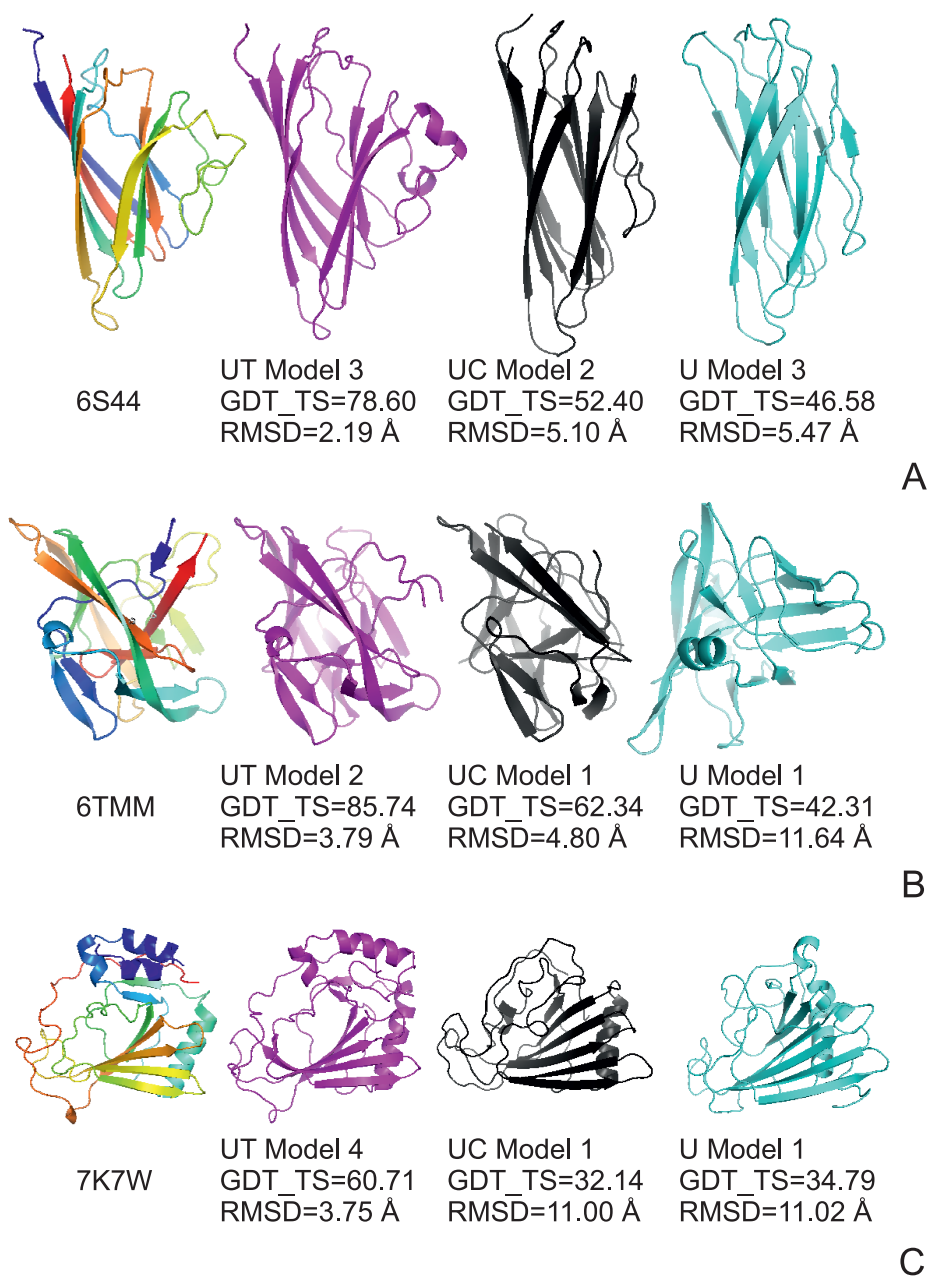 6S44
UT Model 3
GDT_TS=78.60
RMSD=2.19 Å
UC Model 2
GDT_TS=52.40
RMSD=5.10 Å
U Model 3
GDT_TS=46.58
RMSD=5.47 Å
A
6TMM
UT Model 2
GDT_TS=85.74
RMSD=3.79 Å
UC Model 1
GDT_TS=62.34
RMSD=4.80 Å
U Model 1
GDT_TS=42.31
RMSD=11.64 Å
B
7K7W
UT Model 4
GDT_TS=60.71
RMSD=3.75 Å
UC Model 1
GDT_TS=32.14
RMSD=11.00 Å
U Model 1
GDT_TS=34.79
RMSD=11.02 Å
C